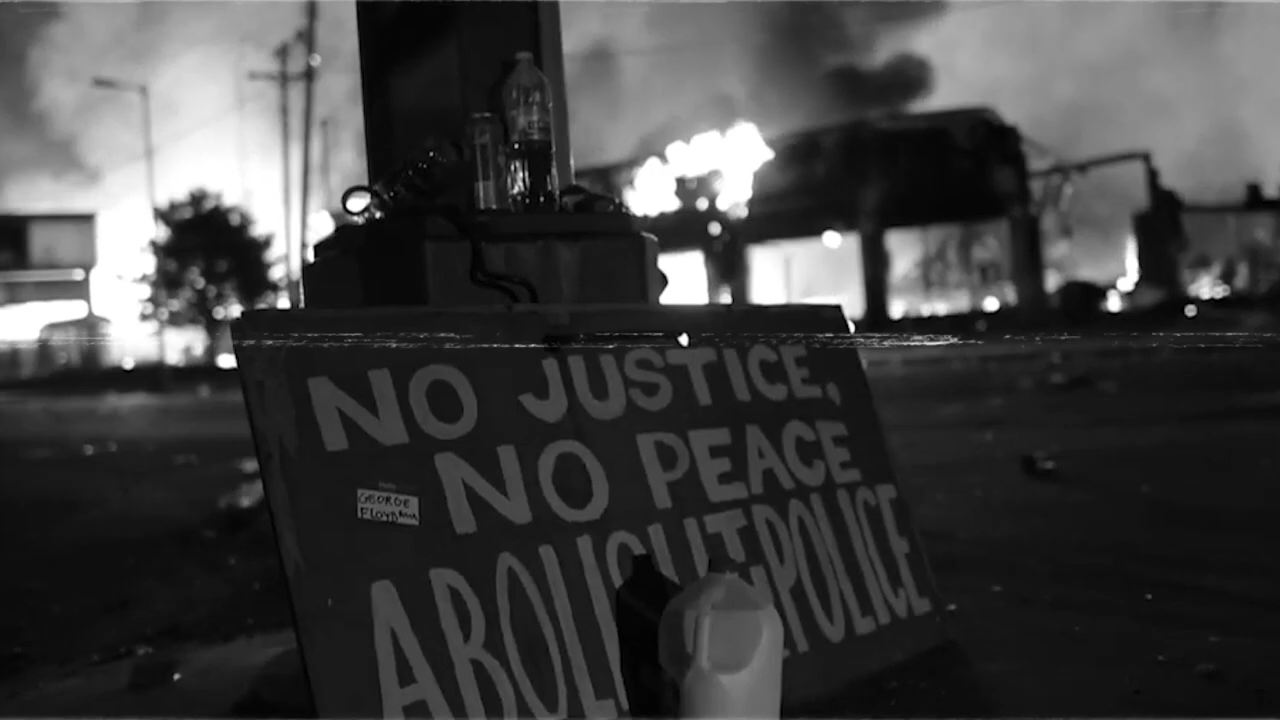 NO JUSTICE,
NO PEACE
POLICE
GEORGE
FLOYD